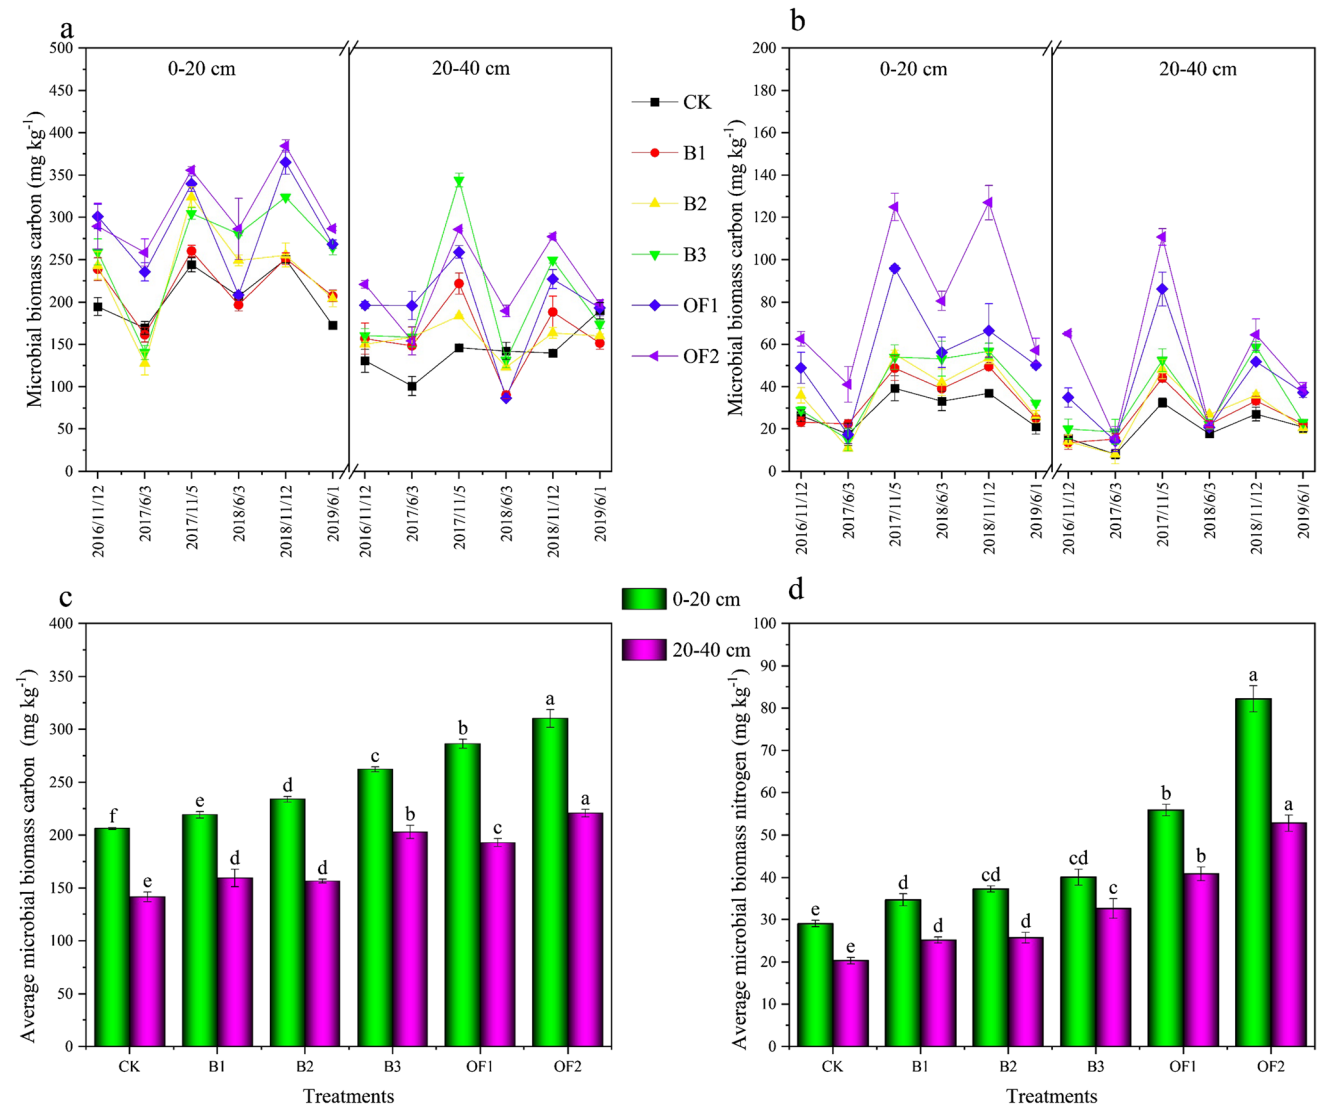 a
500
450
400
350
300
250
200
150
100
50
0
Microbial biomass carbon (mg kg⁻¹)
0-20 cm
20-40 cm
2016/11/12
2017/6/3
2017/11/5
2018/6/3
2018/11/12
2019/6/1
2016/11/12
2017/6/3
2017/11/5
2018/6/3
2018/11/12
2019/6/1
CK
B1
B2
B3
OF1
OF2
b
200
180
160
140
120
100
80
60
40
20
0
Microbial biomass carbon (mg kg⁻¹)
0-20 cm
20-40 cm
2016/11/12
2017/6/3
2017/11/5
2018/6/3
2018/11/12
2019/6/1
2016/11/12
2017/6/3
2017/11/5
2018/6/3
2018/11/12
2019/6/1
c
400
350
300
250
200
150
100
50
0
Average microbial biomass carbon (mg kg⁻¹)
f
e
e
d
d
d
c
b
b
c
a
a
CK
B1
B2
B3
OF1
OF2
Treatments
0-20 cm
20-40 cm
d
100
90
80
70
60
50
40
30
20
10
0
Average microbial biomass nitrogen (mg kg⁻¹)
e
e
d
d
cd
d
cd
c
b
b
a
a
CK
B1
B2
B3
OF1
OF2
Treatments